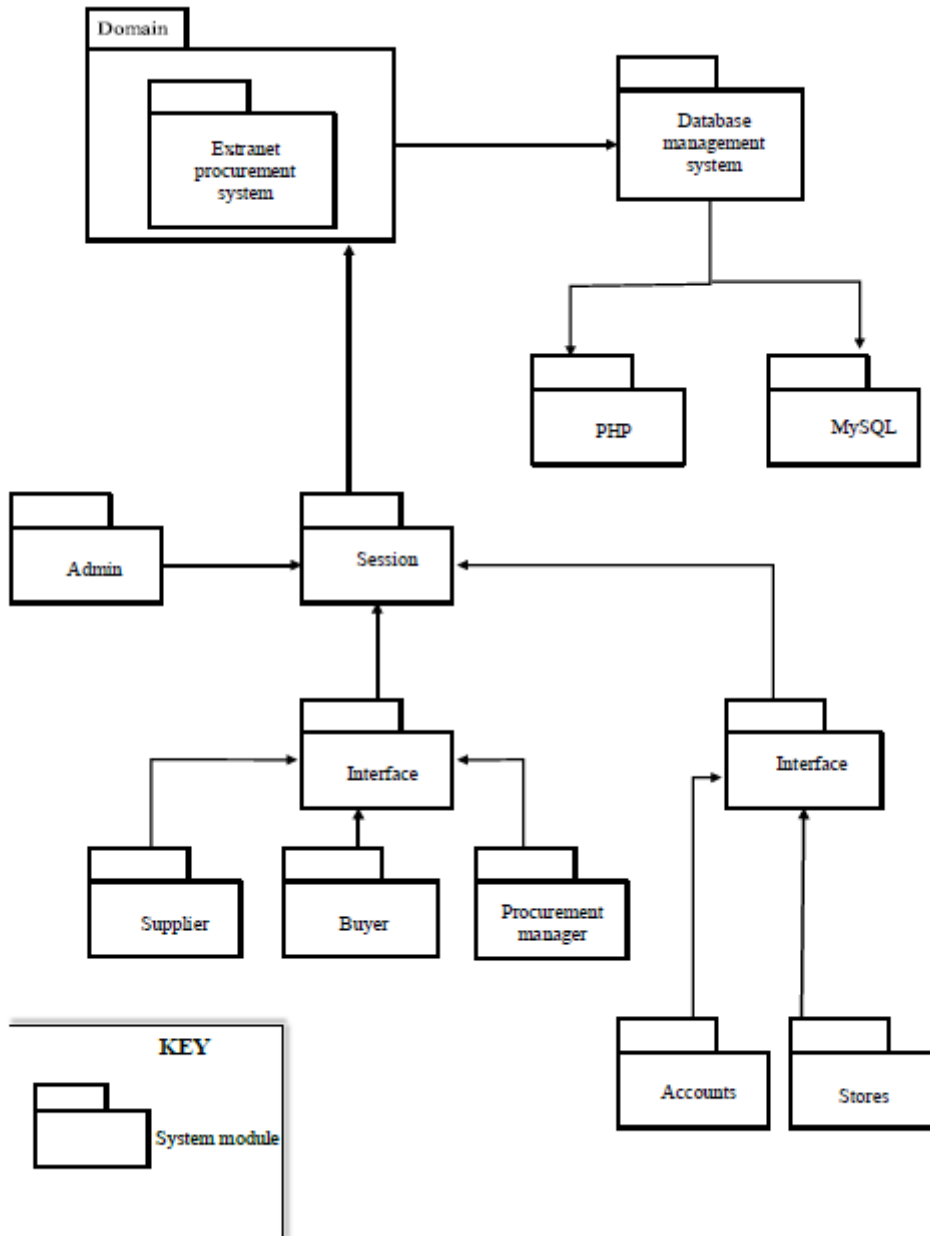 Domain
Extranet
procurement
system
Database
management
system
PHP
MySQL
Admin
Session
Interface
Interface
Supplier
Buyer
Procurement
manager
Accounts
Stores
KEY
System module